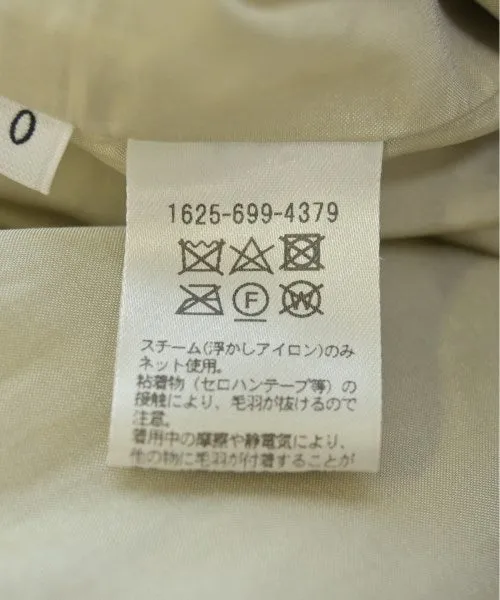 0
1625-699-4379
F
W
スチーム(浮かしアイロン)のみ
ネット使用。
粘着物(セロハンテープ等)の
接触により、毛羽が抜けるので
注意。
着用中の摩擦や静電気により、
他の物に毛羽が付着することが